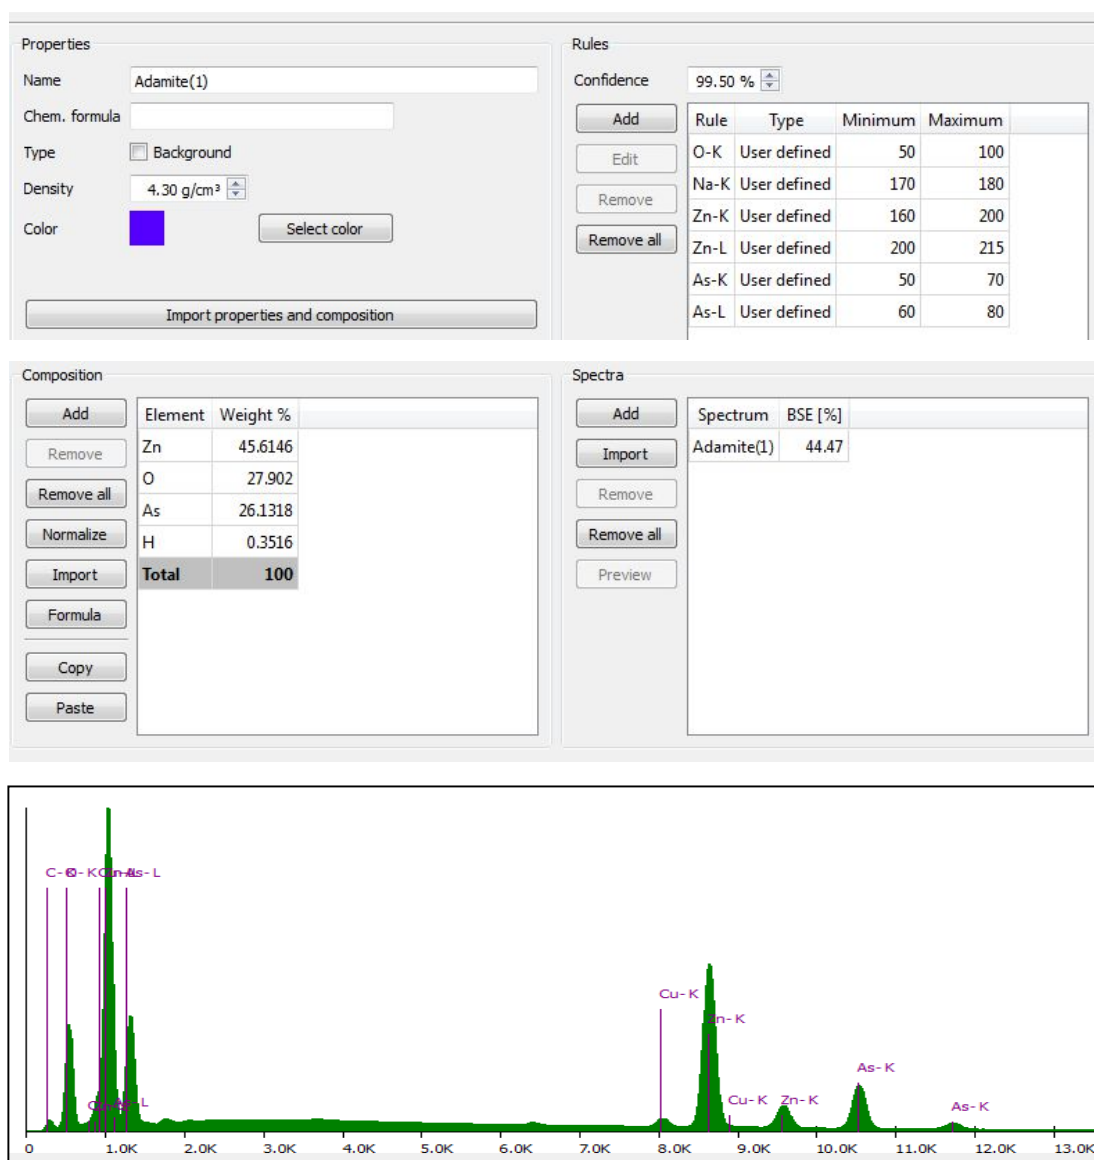 Properties
Name Adamite(1)
Chem. formula
Type Background
Density 4.30 g/cm³
Color Select color
Import properties and composition
Rules
Confidence 99.50 %
Add
Edit
Remove
Remove all
Rule Type Minimum Maximum
O-K User defined 50 100
Na-K User defined 170 180
Zn-K User defined 160 200
Zn-L User defined 200 215
As-K User defined 50 70
As-L User defined 60 80
Composition
Add
Remove
Remove all
Normalize
Import
Formula
Copy
Paste
Element Weight %
Zn 45.6146
O 27.902
As 26.1318
H 0.3516
Total 100
Spectra
Add
Import
Remove
Remove all
Preview
Spectrum BSE [%]
Adamite(1) 44.47
C-K O-K As-L
As-L
Cu-K
Zn-K
As-K
Cu-K Zn-K As-K
0 1.0K 2.0K 3.0K 4.0K 5.0K 6.0K 7.0K 8.0K 9.0K 10.0K 11.0K 12.0K 13.0K